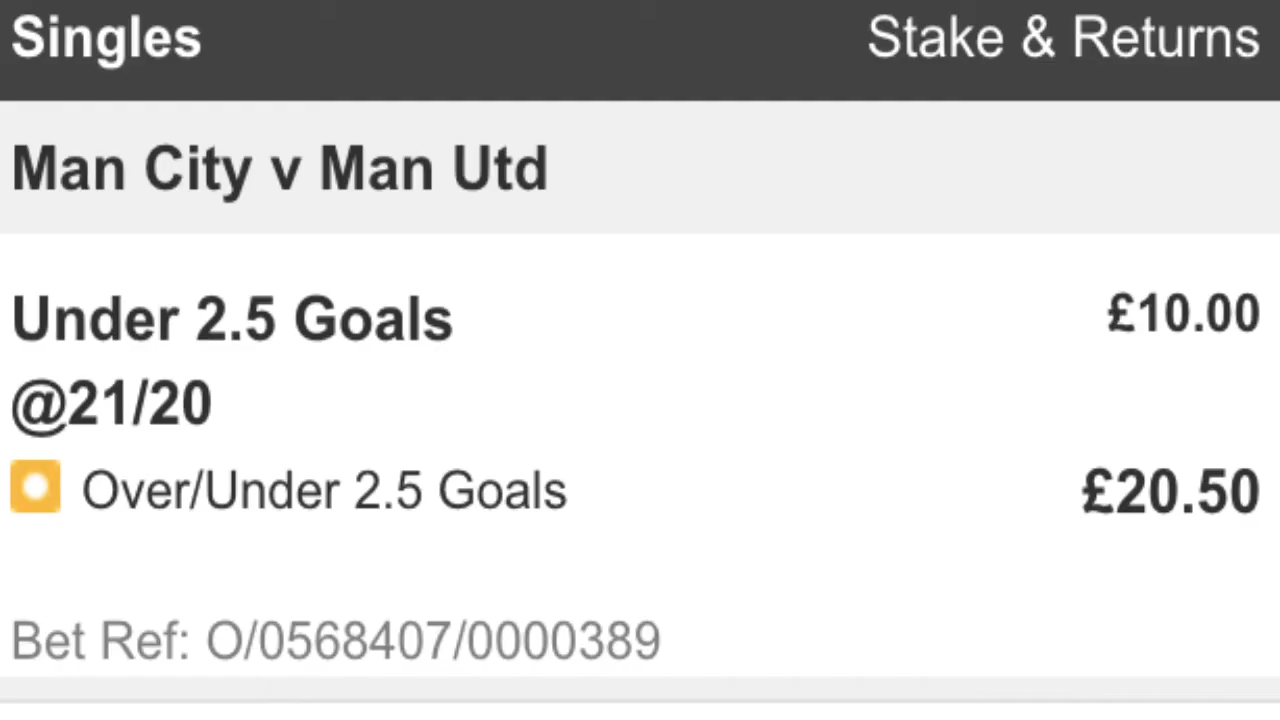 Singles Stake & Returns
Man City v Man Utd
Under 2.5 Goals £10.00
@21/20
Over/Under 2.5 Goals £20.50
Bet Ref: O/0568407/0000389